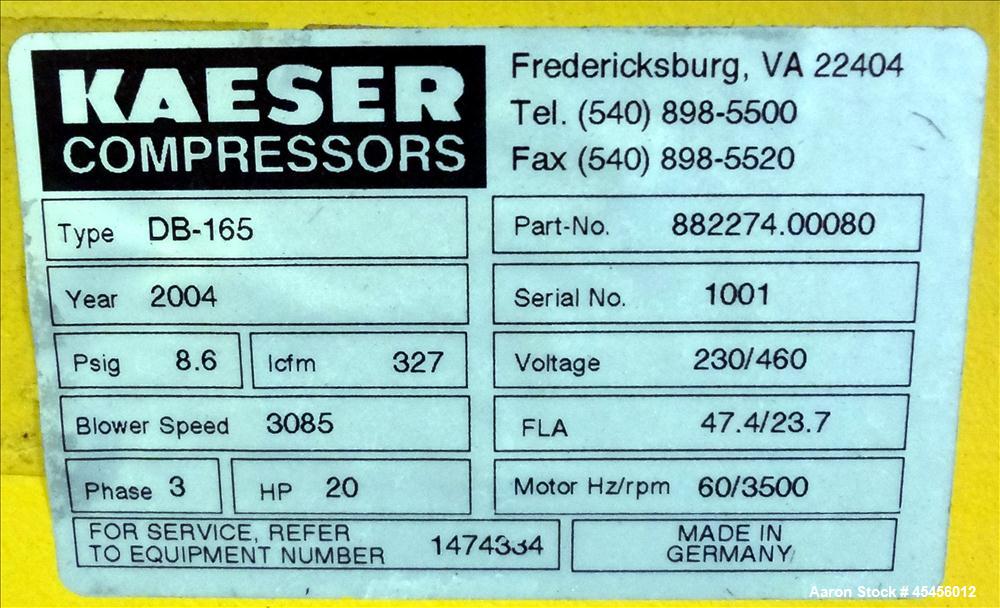 KAESER
COMPRESSORS
Fredericksburg, VA 22404
Tel. (540) 898-5500
Fax (540) 898-5520
Type DB-165
Part-No. 882274.00080
Year 2004
Serial No. 1001
Psig 8.6
Icfm 327
Voltage 230/460
Blower Speed 3085
FLA 47.4/23.7
Phase 3
HP 20
Motor Hz/rpm 60/3500
FOR SERVICE, REFER
TO EQUIPMENT NUMBER 1474334
MADE IN
GERMANY
Aaron Stock # 45456012